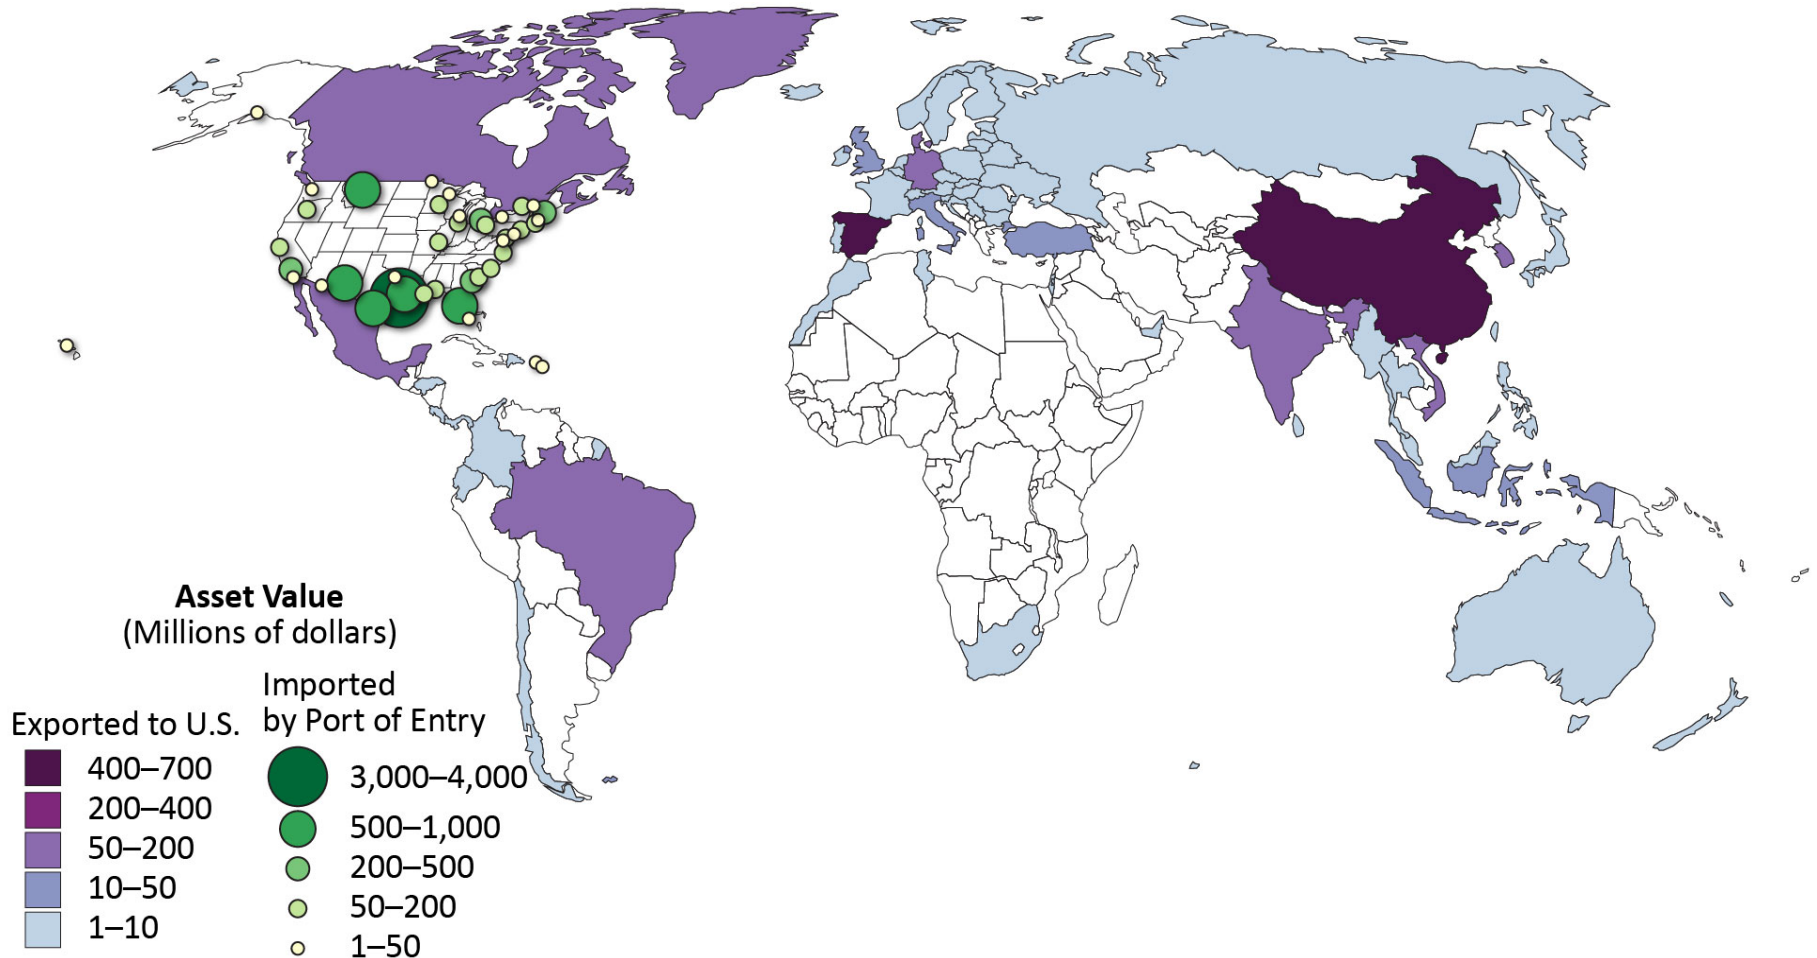 Asset Value
(Millions of dollars)
Exported to U.S.
400–700
200–400
50–200
10–50
1–10
Imported
by Port of Entry
3,000–4,000
500–1,000
200–500
50–200
1–50